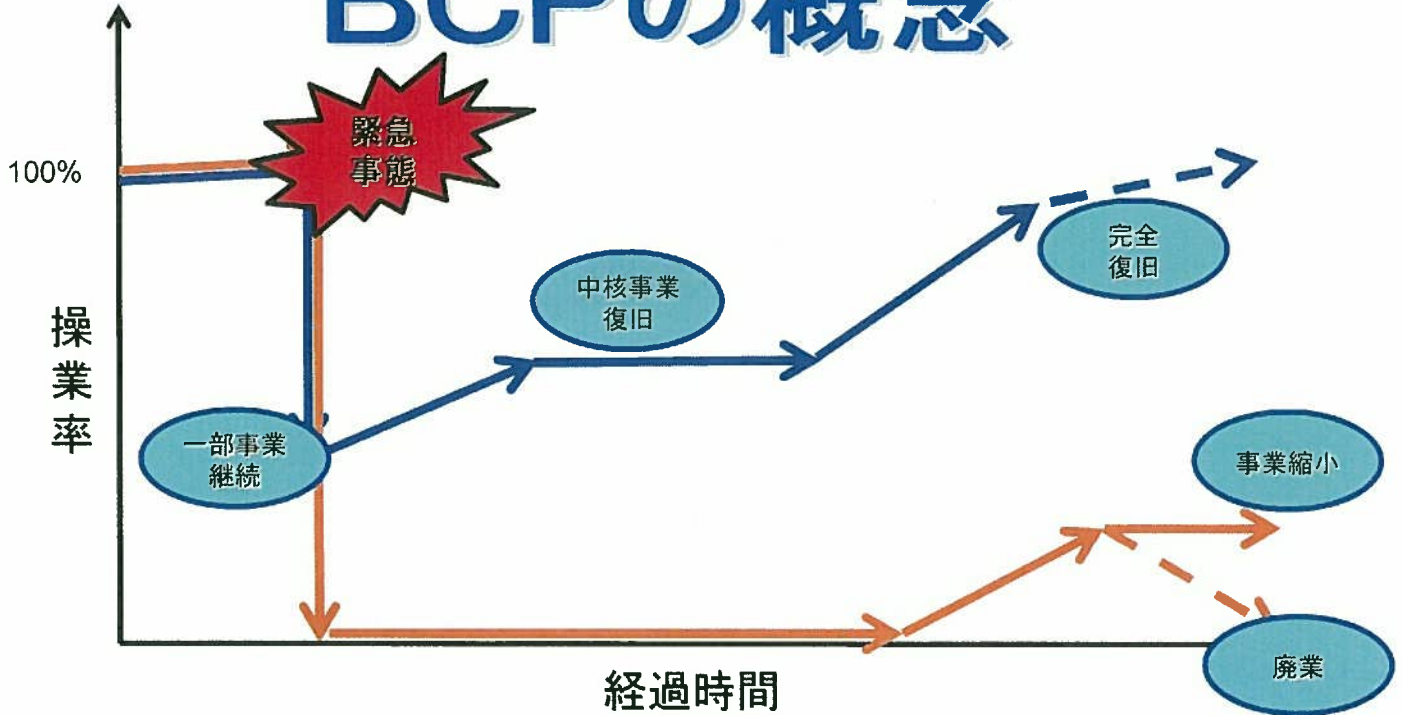 BCPの概念
緊急
事態
100%
完全
復旧
中核事業
復旧
操業率
一部事業
継続
事業縮小
廃業
経過時間